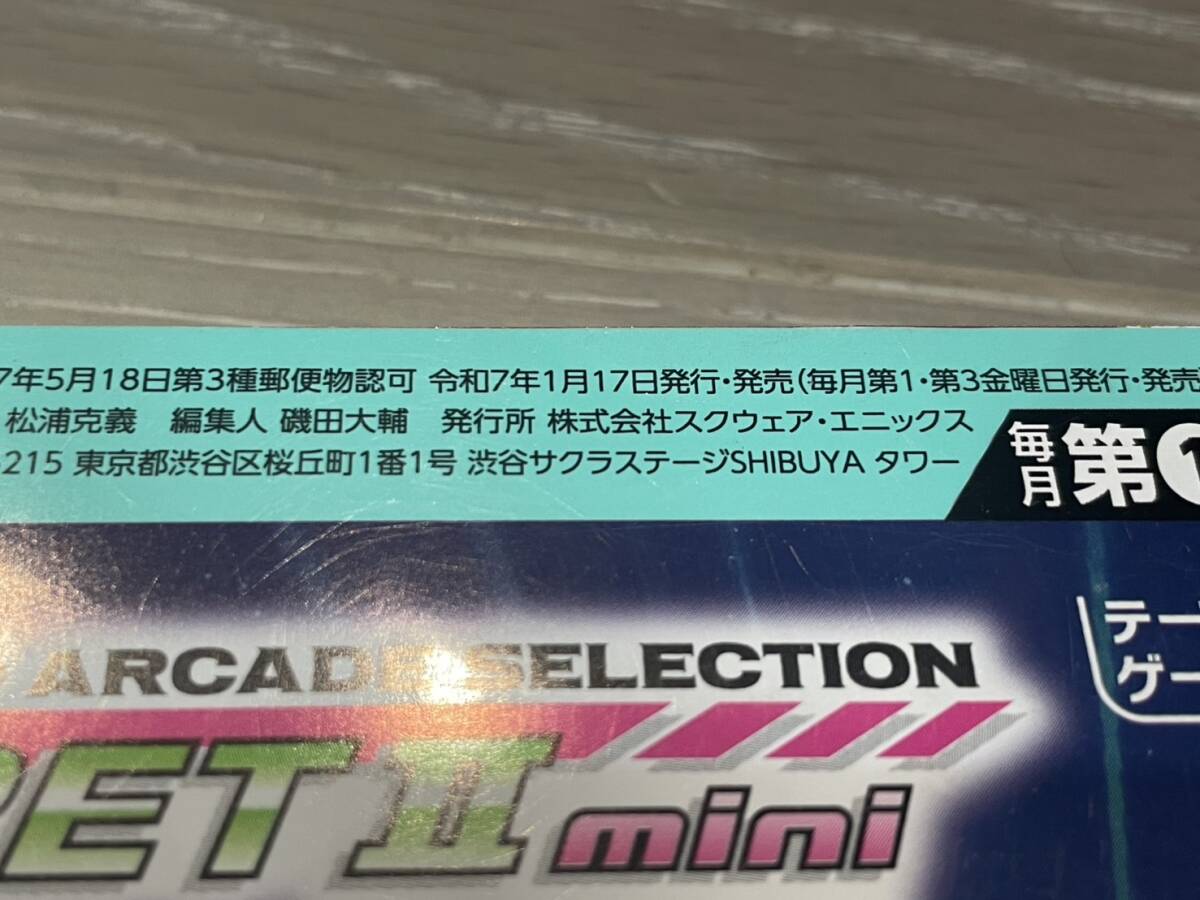 7年5月18日第3種郵便物認可 令和7年1月17日発行・発売(毎月第1・第3金曜日発行・発売
松浦克義 編集人 磯田大輔 発行所 株式会社スクウェア・エニックス
-215 東京都渋谷区桜丘町1番1号 渋谷サクラステージSHIBUYA タワー
毎月 第1
ARCADE SELECTION
テー
ゲー
RET II mini